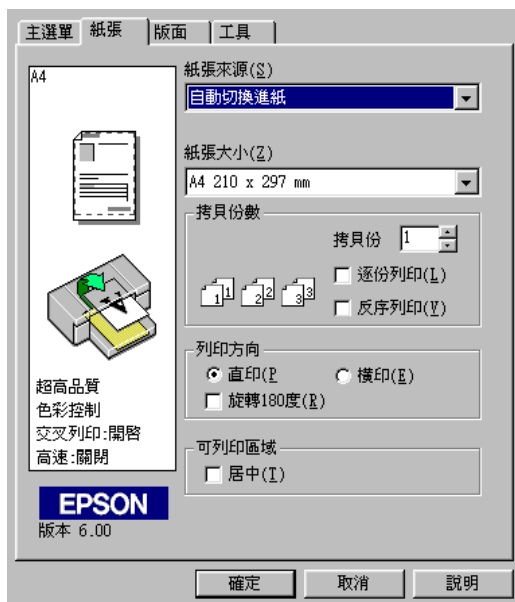 主選單 紙張 版面 工具
A4
紙張來源(S)
自動切換進紙
紙張大小(Z)
A4 210 x 297 mm
拷貝份數
拷貝份 1
1 1 2 2 3 3
逐份列印(L)
反序列印(V)
列印方向
直印(P 橫印(E)
旋轉180度(R)
可列印區域
居中(I)
超高品質
色彩控制
交叉列印:開啓
高速:關閉
EPSON
版本 6.00
確定 取消 說明